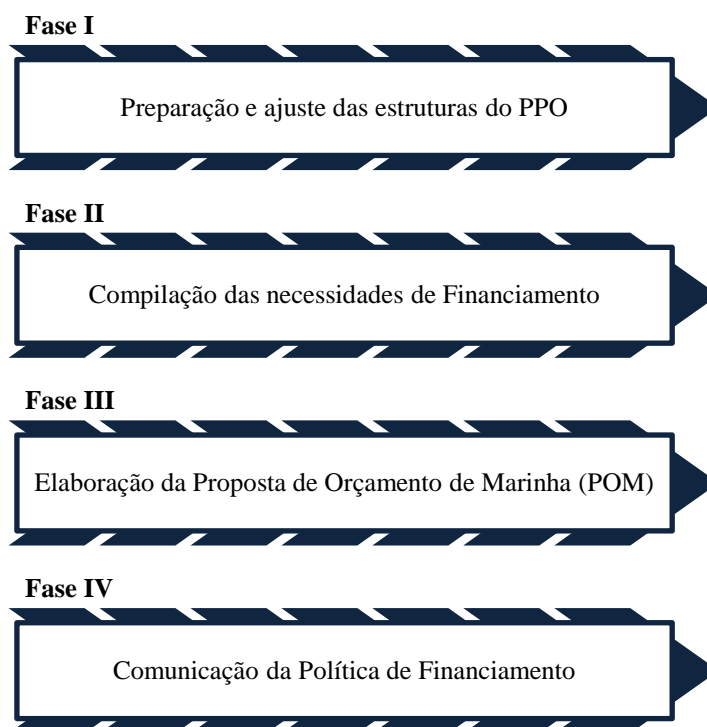 Fase I
Preparação e ajuste das estruturas do PPO
Fase II
Compilação das necessidades de Financiamento
Fase III
Elaboração da Proposta de Orçamento de Marinha (POM)
Fase IV
Comunicação da Política de Financiamento